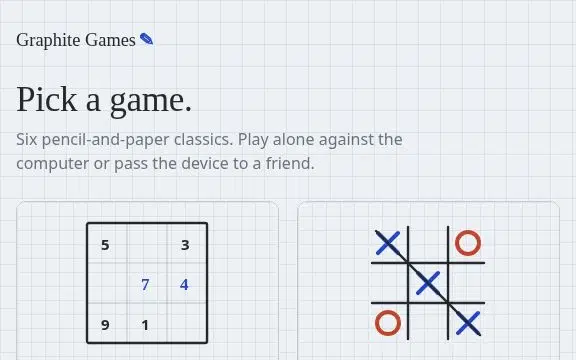 Graphite Games
Pick a game.
Six pencil-and-paper classics. Play alone against the
computer or pass the device to a friend.
5 3
7 4
9 1
X O
X
O X